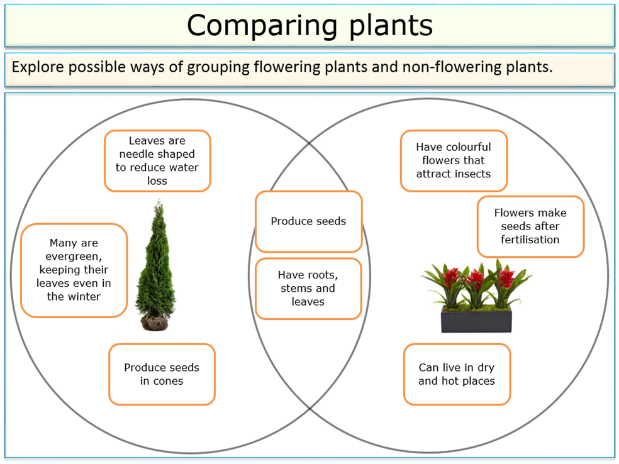 Comparing plants
Explore possible ways of grouping flowering plants and non-flowering plants.
Leaves are
needle shaped
to reduce water
loss
Many are
evergreen,
keeping their
leaves even in
the winter
Produce seeds
in cones
Produce seeds
Have roots,
stems and
leaves
Have colourful
flowers that
attract insects
Flowers make
seeds after
fertilisation
Can live in dry
and hot places